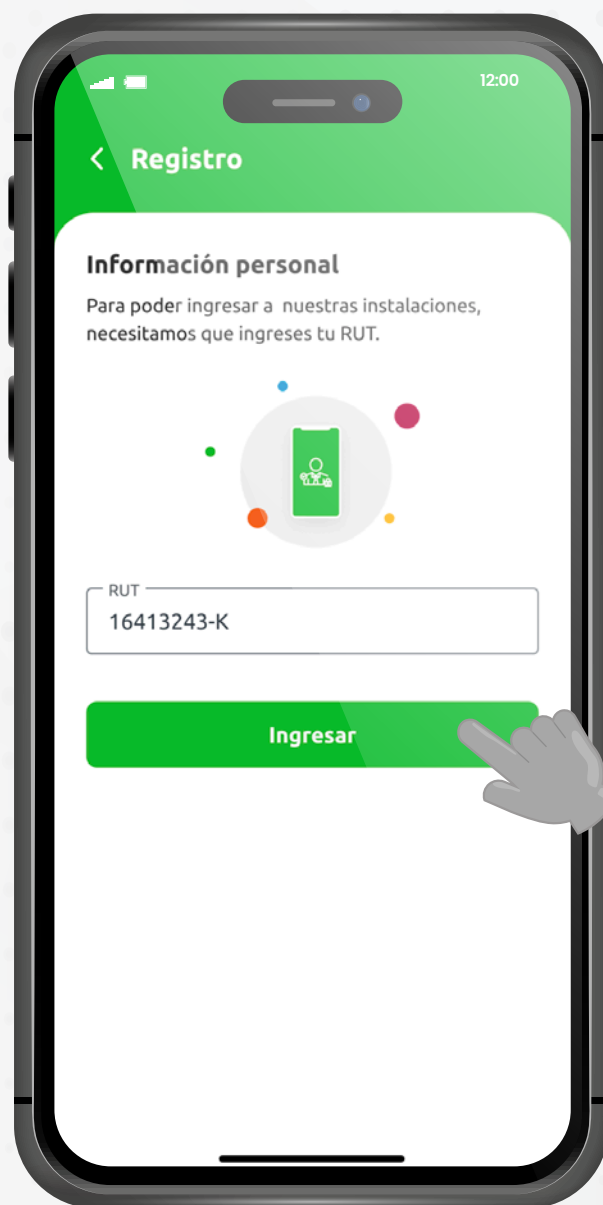 12:00
Registro
Información personal
Para poder ingresar a nuestras instalaciones,
necesitamos que ingreses tu RUT.
RUT
16413243-K
Ingresar